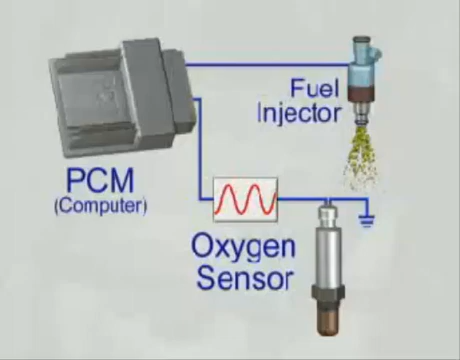 Fuel
Injector
PCM
(Computer)
Oxygen
Sensor